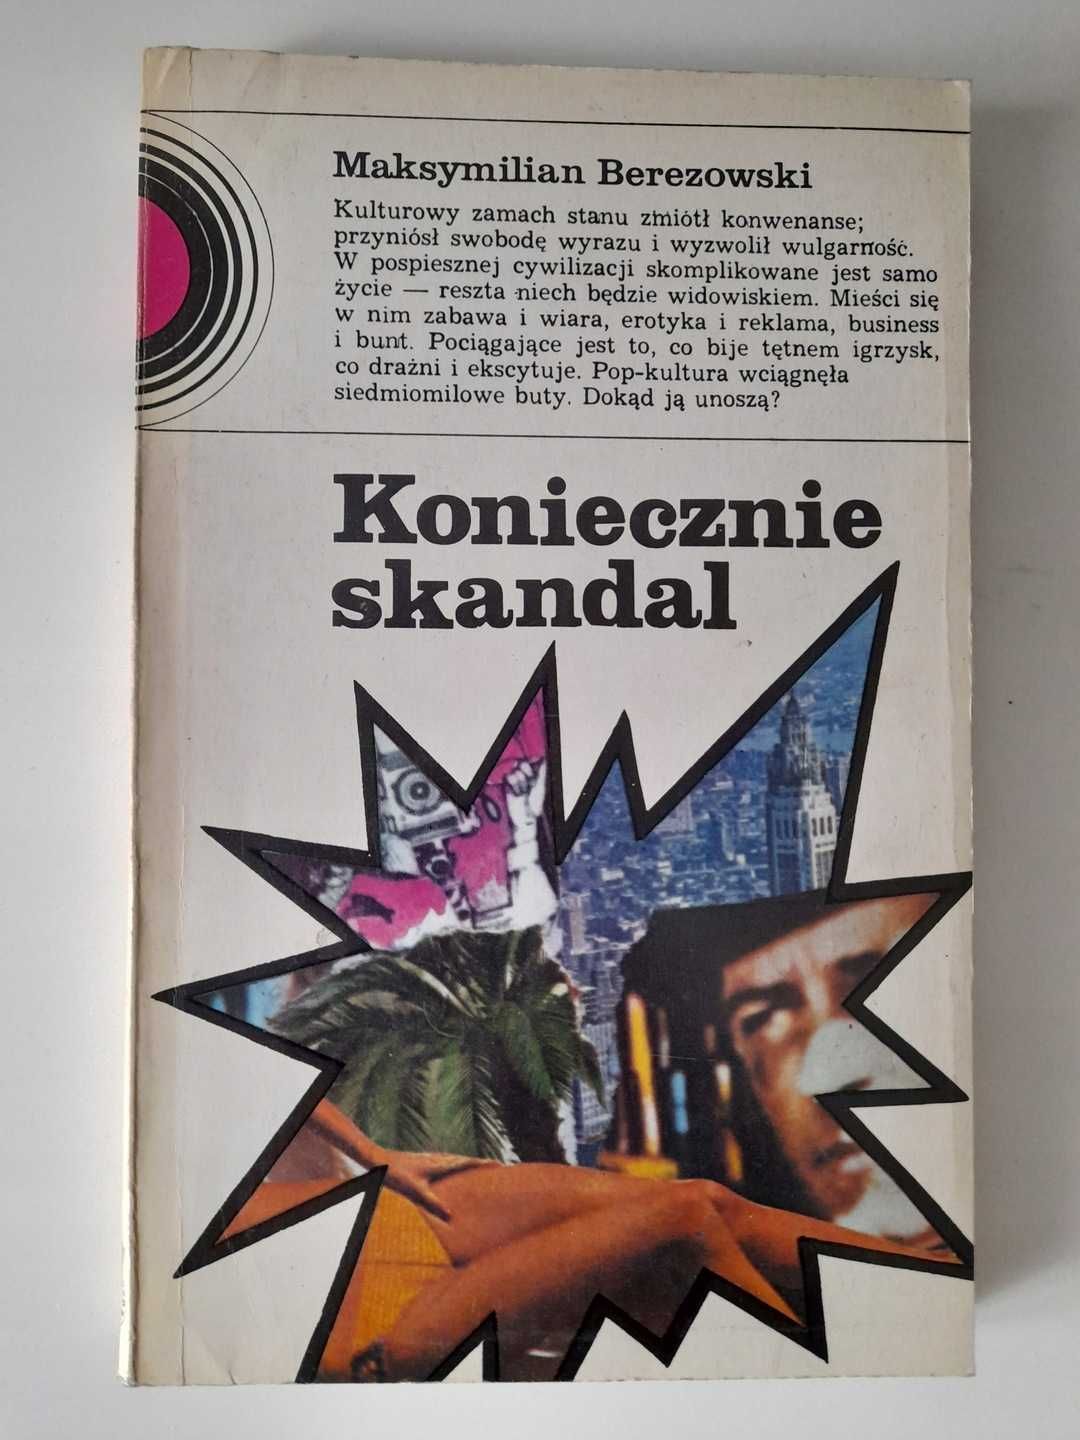 Maksymilian Berezowski
Kulturowy zamach stanu zmiótł konwenanse;
przyniósł swobodę wyrazu i wyzwolił wulgarność.
W pospiesznej cywilizacji skomplikowane jest samo
życie — reszta niech będzie widowiskiem. Mieści się
w nim zabawa i wiara, erotyka i reklama, business
i bunt. Pociągające jest to, co bije tętnem igrzysk,
co drażni i ekscytuje. Pop-kultura wciągnęła
siedmiomilowe buty. Dokąd ją unoszą?
Koniecznie
skandal